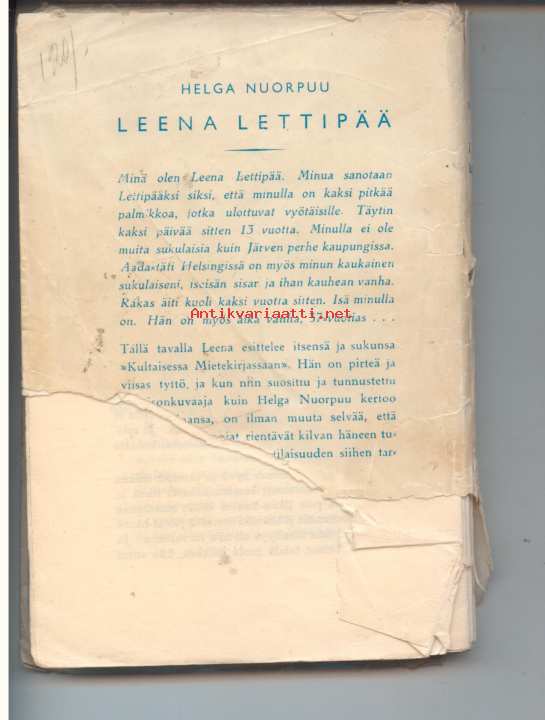 HELGA NUORPUU
LEENA LETTIPÄÄ
Minä olen Leena Lettipää. Minua sanotaan
Lettipääksi siksi, että minulla on kaksi pitkää
palmikkoa, jotka ulottuvat vyötäisille. Täytin
kaksi päivää sitten 13 vuotta. Minulla ei ole
muita sukulaisia kuin Järven perhe kaupungissa.
Aada-täti Helsingissä on myös minun kaukainen
sukulaiseni, isoisän sisar ja ihan kauhean vanha.
Rakas äiti kuoli kaksi vuotta sitten. Isä minulla
on. Hän on myös aika vanha, 37-vuotias . . .
Antikvariaatti.net
Tällä tavalla Leena esittelee itsensä ja sukunsa
»Kultaisessa Mietekirjassaan». Hän on pirteä ja
viisas tyttö, ja kun niin suosittu ja tunnustettu
sonkuvaaja kuin Helga Nuorpuu kertoo
aansa, on ilman muuta selvää, että
rientävät kilvan häneen tu-
tilaisuuden siihen tar-